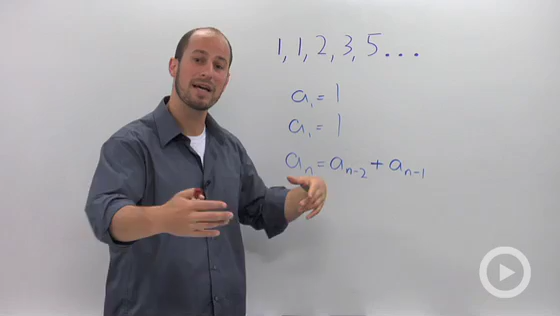 1, 1, 2, 3, 5...
a₁ = 1
a₁ = 1
aₙ = aₙ₋₂ + aₙ₋₁